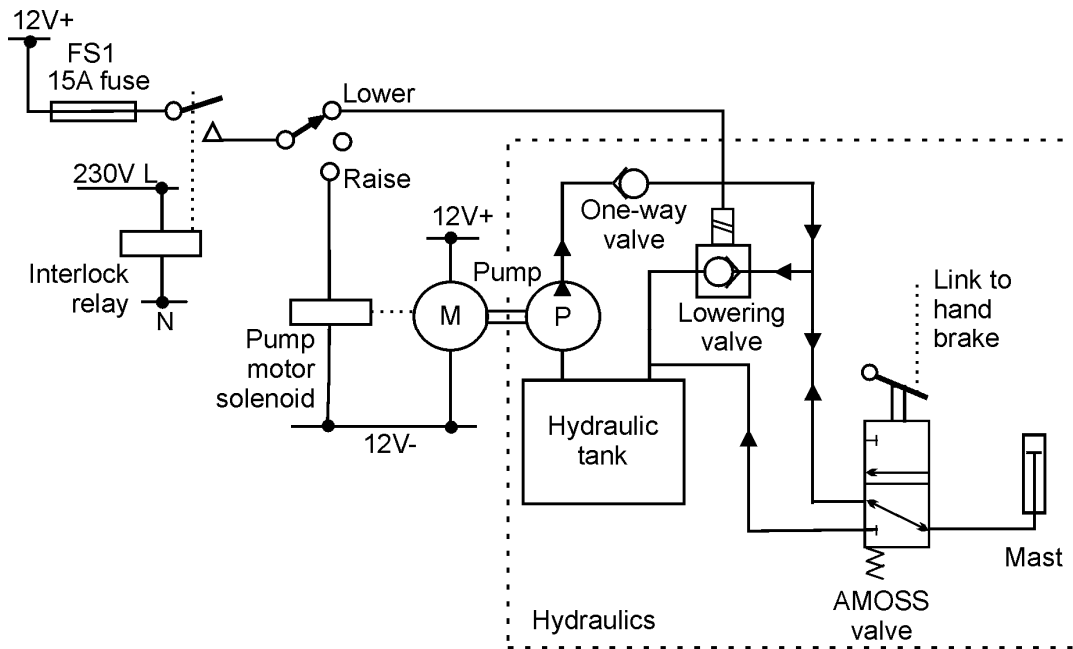 12V+
FS1
15A fuse
Lower
Raise
230V L
Interlock
relay
N
12V+
Pump
M
P
Pump
motor
solenoid
12V-
One-way
valve
Lowering
valve
Hydraulic
tank
Link to
hand
brake
Mast
AMOSS
valve
Hydraulics